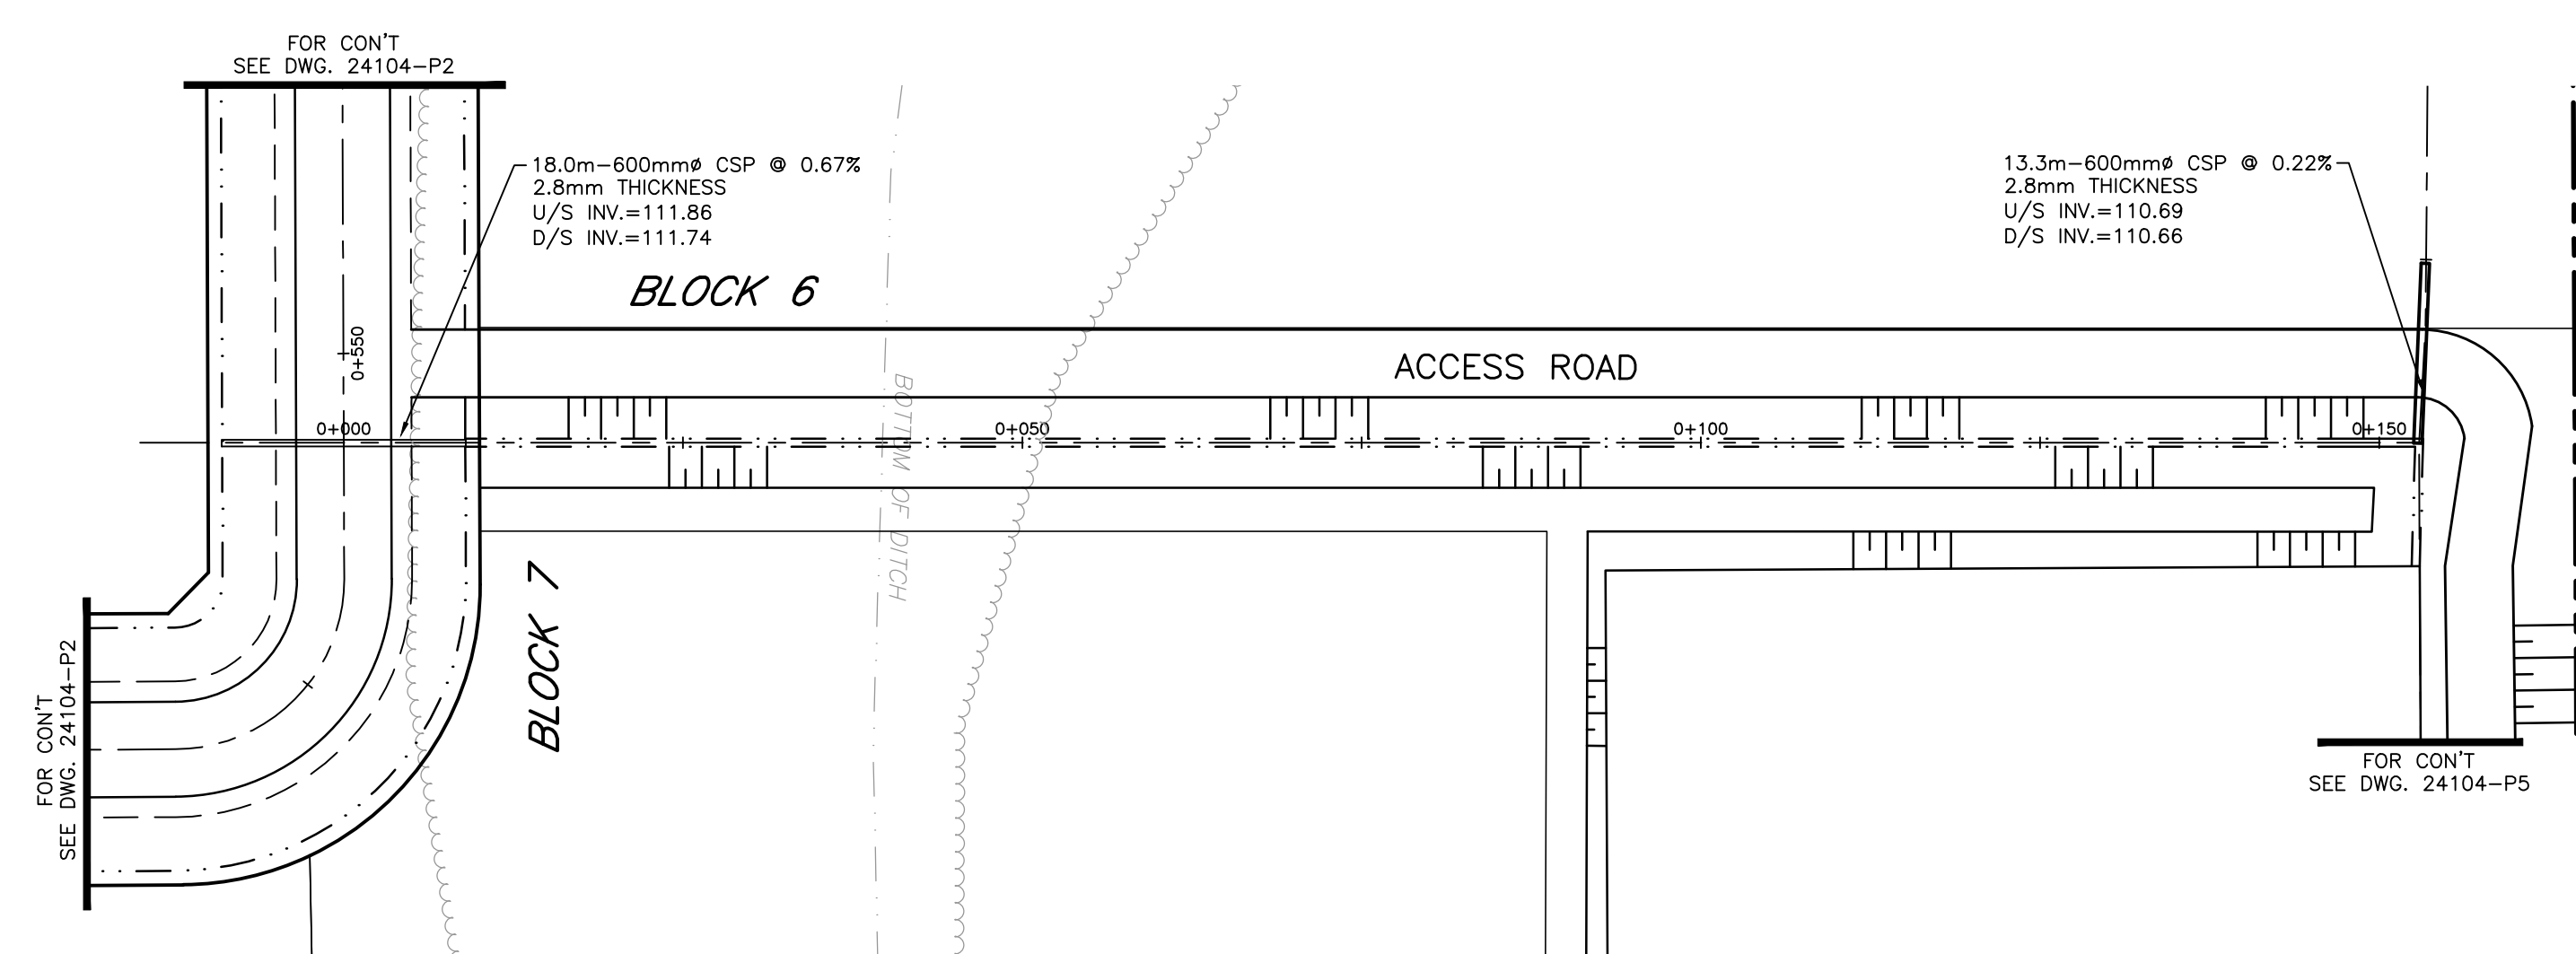 FOR CON'T
SEE DWG. 24104-P2
18.0m-600mmø CSP @ 0.67%
2.8mm THICKNESS
U/S INV.=111.86
D/S INV.=111.74
13.3m-600mmø CSP @ 0.22%
2.8mm THICKNESS
U/S INV.=110.69
D/S INV.=110.66
BLOCK 6
0+550
ACCESS ROAD
0+000
0+050
0+100
0+150
BOTTOM OF DITCH
BLOCK 7
FOR CON'T
SEE DWG. 24104-P2
FOR CON'T
SEE DWG. 24104-P5